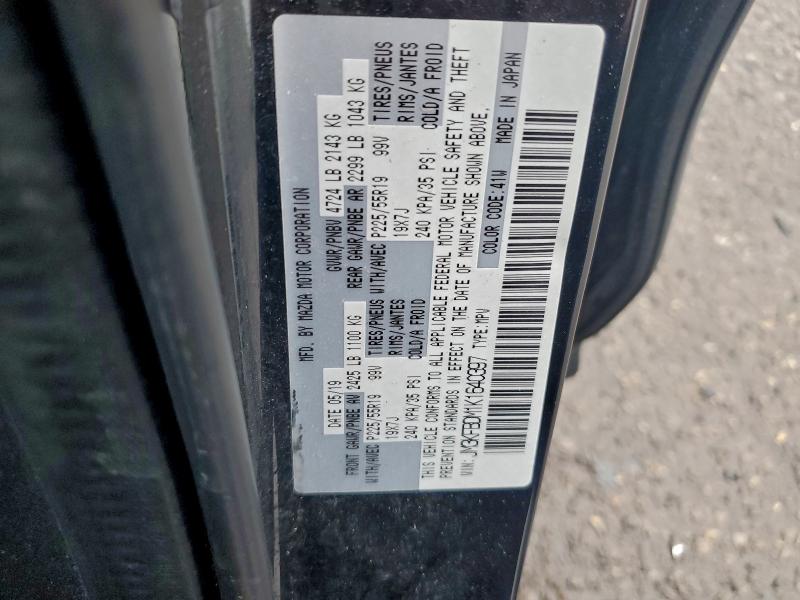 MFD. BY MAZDA MOTOR CORPORATION
DATE 05/19 GVWR/PNBV 4724 LB 2143 KG
FRONT GAWR/PNBE AV 2425 LB 1100 KG REAR GAWR/PNBE AR 2299 LB 1043 KG
WITH/AVEC P225/55R19 99V TIRES/PNEUS WITH/AVEC P225/55R19 99V TIRES/PNEUS
19X7J RIMS/JANTES 19X7J RIMS/JANTES
240 KPA/35 PSI COLD/A FROID 240 KPA/35 PSI COLD/A FROID
THIS VEHICLE CONFORMS TO ALL APPLICABLE FEDERAL MOTOR VEHICLE SAFETY AND THEFT
PREVENTION STANDARDS IN EFFECT ON THE DATE OF MANUFACTURE SHOWN ABOVE.
VIN: JM3KFBDM1K1640397 TYPE:MPV
COLOR CODE:41W MADE IN JAPAN